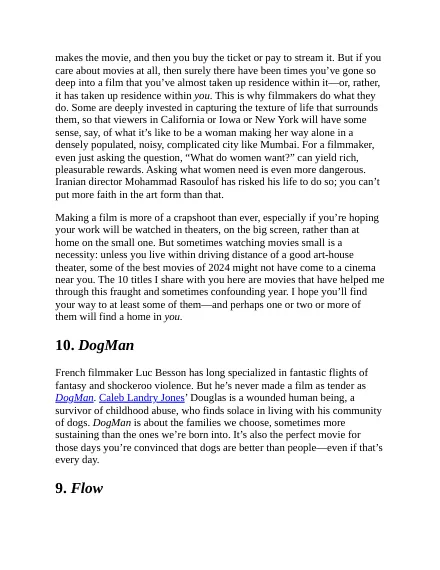 makes the movie, and then you buy the ticket or pay to stream it. But if you
care about movies at all, then surely there have been times you’ve gone so
deep into a film that you’ve almost taken up residence within it—or, rather,
it has taken up residence within you. This is why filmmakers do what they
do. Some are deeply invested in capturing the texture of life that surrounds
them, so that viewers in California or Iowa or New York will have some
sense, say, of what it’s like to be a woman making her way alone in a
densely populated, noisy, complicated city like Mumbai. For a filmmaker,
even just asking the question, “What do women want?” can yield rich,
pleasurable rewards. Asking what women need is even more dangerous.
Iranian director Mohammad Rasoulof has risked his life to do so; you can’t
put more faith in the art form than that.
Making a film is more of a crapshoot than ever, especially if you’re hoping
your work will be watched in theaters, on the big screen, rather than at
home on the small one. But sometimes watching movies small is a
necessity: unless you live within driving distance of a good art-house
theater, some of the best movies of 2024 might not have come to a cinema
near you. The 10 titles I share with you here are movies that have helped me
through this fraught and sometimes confounding year. I hope you’ll find
your way to at least some of them—and perhaps one or two or more of
them will find a home in you.
10. DogMan
French filmmaker Luc Besson has long specialized in fantastic flights of
fantasy and shockeroo violence. But he’s never made a film as tender as
DogMan. Caleb Landry Jones’ Douglas is a wounded human being, a
survivor of childhood abuse, who finds solace in living with his community
of dogs. DogMan is about the families we choose, sometimes more
sustaining than the ones we’re born into. It’s also the perfect movie for
those days you’re convinced that dogs are better than people—even if that’s
every day.
9. Flow